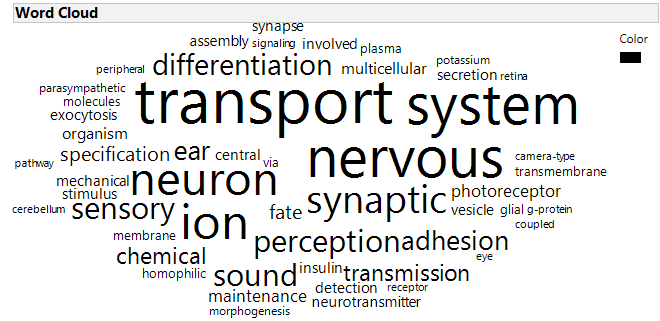 Word Cloud
synapse
Color
assembly signaling involved plasma
peripheral differentiation multicellular potassium
secretion retina
parasympathetic
molecules
exocytosis
transport system
organism
specification ear central via nervous camera-type
pathway
transmembrane
mechanical neuron
stimulus
synaptic photoreceptor
cerebellum sensory ion fate vesicle glial g-protein
coupled
membrane perception adhesion
chemical eye
homophilic sound insulin transmission
detection receptor
maintenance neurotransmitter
morphogenesis